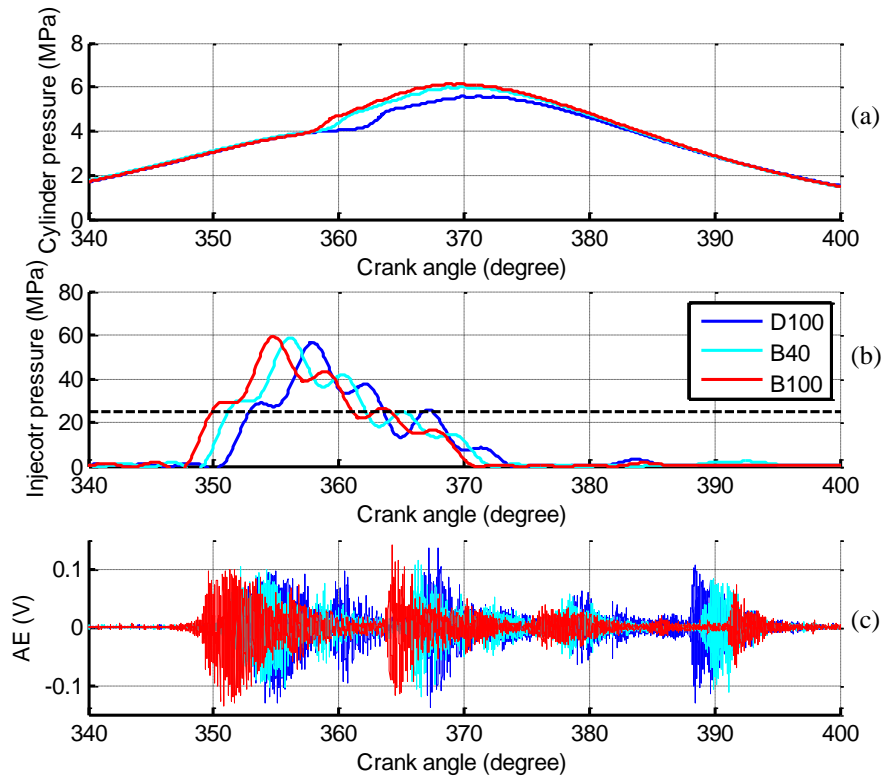 Cylinder pressure (MPa)
8
6
4
2
0
340 350 360 370 380 390 400
Crank angle (degree)
(a)
Injecotr pressure (MPa)
80
60
40
20
0
D100
B40
B100
340 350 360 370 380 390 400
Crank angle (degree)
(b)
AE (V)
0.1
0
-0.1
340 350 360 370 380 390 400
Crank angle (degree)
(c)